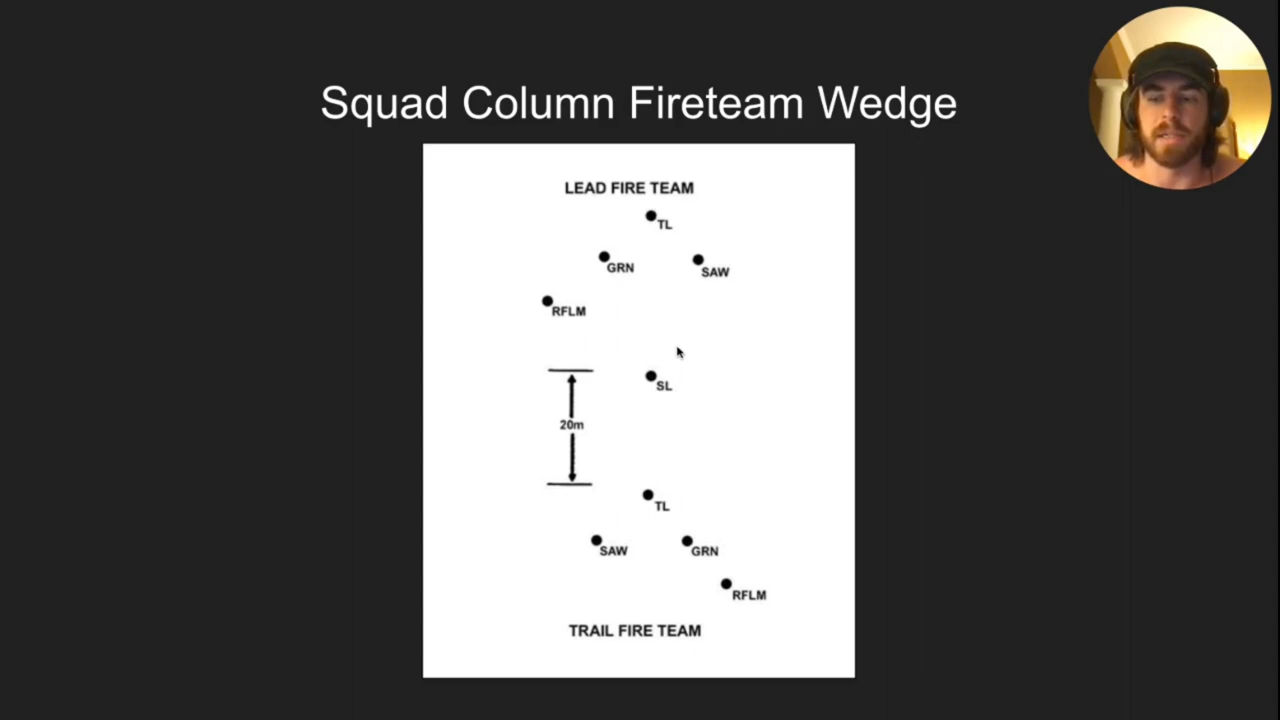 Squad Column Fireteam Wedge
LEAD FIRE TEAM
TL
GRN
SAW
RFLM
SL
20m
TL
SAW
GRN
RFLM
TRAIL FIRE TEAM